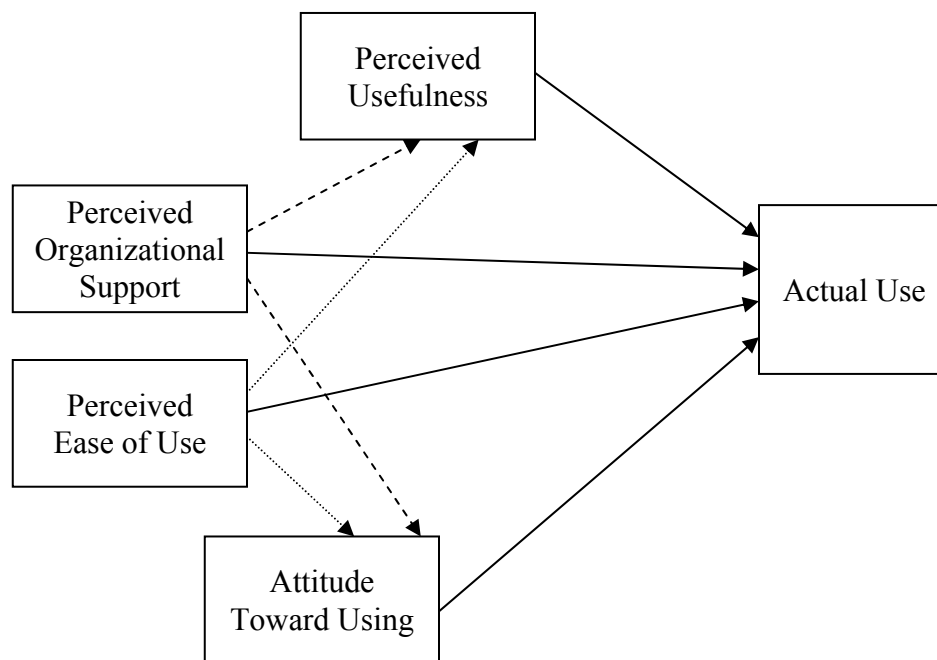 Perceived
Usefulness
Perceived
Organizational
Support
Actual Use
Perceived
Ease of Use
Attitude
Toward Using